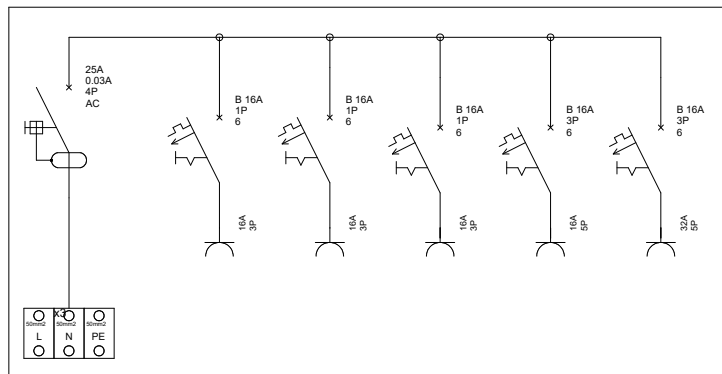 25A
0.03A
4P
AC
B 16A
1P
6
B 16A
1P
6
B 16A
1P
6
B 16A
3P
6
B 16A
3P
6
16A
3P
16A
3P
16A
3P
16A
5P
32A
5P
x3
50mm2
50mm2
50mm2
L
N
PE